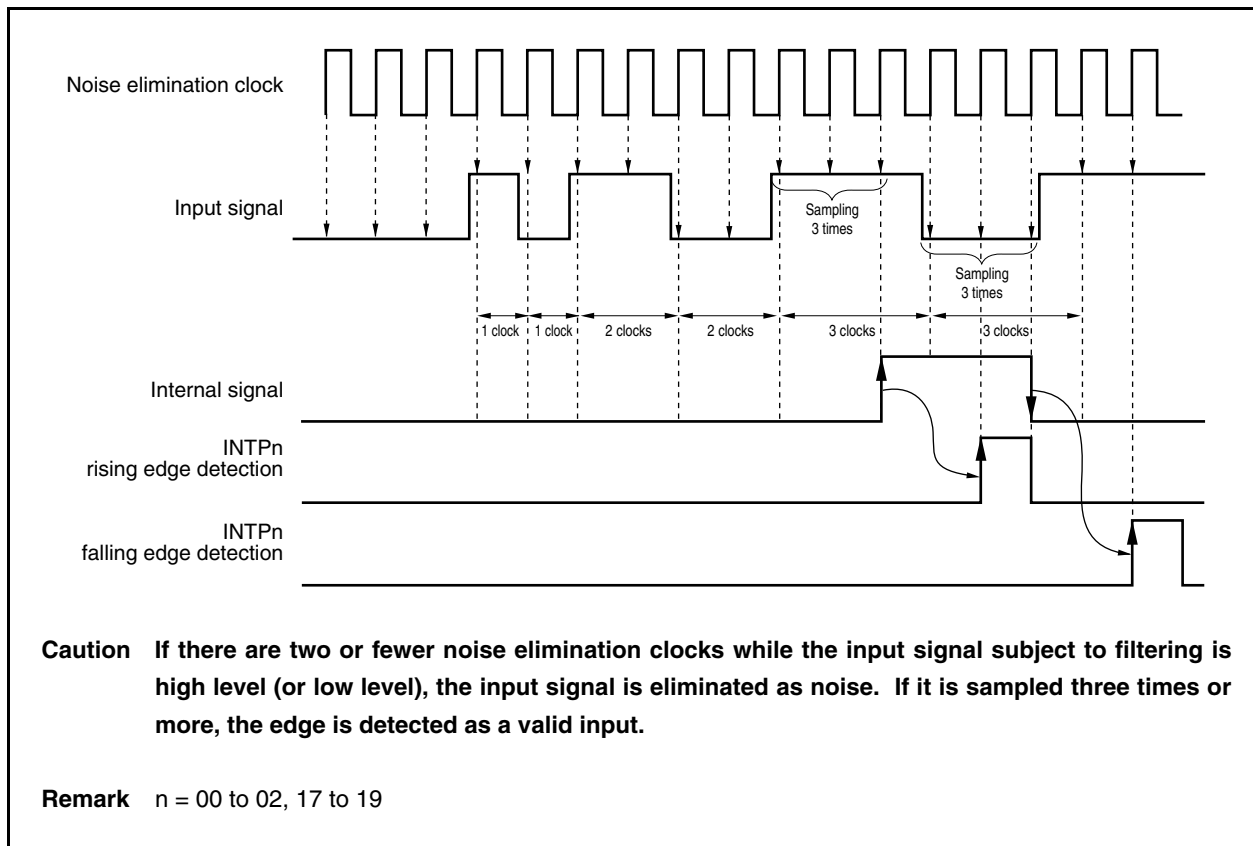 Noise elimination clock
Input signal
Sampling
3 times
Sampling
3 times
1 clock
1 clock
2 clocks
2 clocks
3 clocks
3 clocks
Internal signal
INTPn
rising edge detection
INTPn
falling edge detection
Caution If there are two or fewer noise elimination clocks while the input signal subject to filtering is
high level (or low level), the input signal is eliminated as noise. If it is sampled three times or
more, the edge is detected as a valid input.
Remark n = 00 to 02, 17 to 19